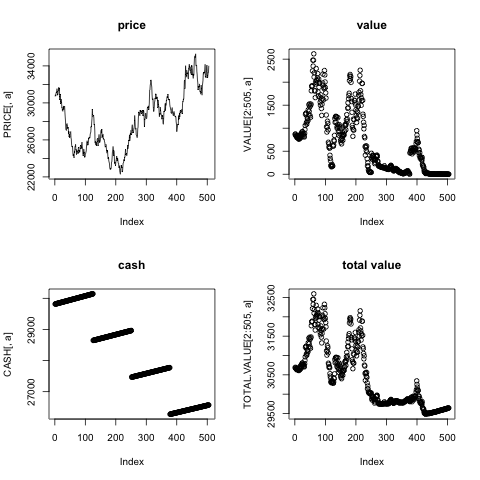 price
PRICE[, a]
22000 26000 30000 34000
0 100 200 300 400 500
Index
value
VALUE[2:505, a]
0 500 1500 2500
0 100 200 300 400 500
Index
cash
CASH[, a]
27000 29000
0 100 200 300 400 500
Index
total value
TOTAL.VALUE[2:505, a]
29500 30500 31500 32500
0 100 200 300 400 500
Index